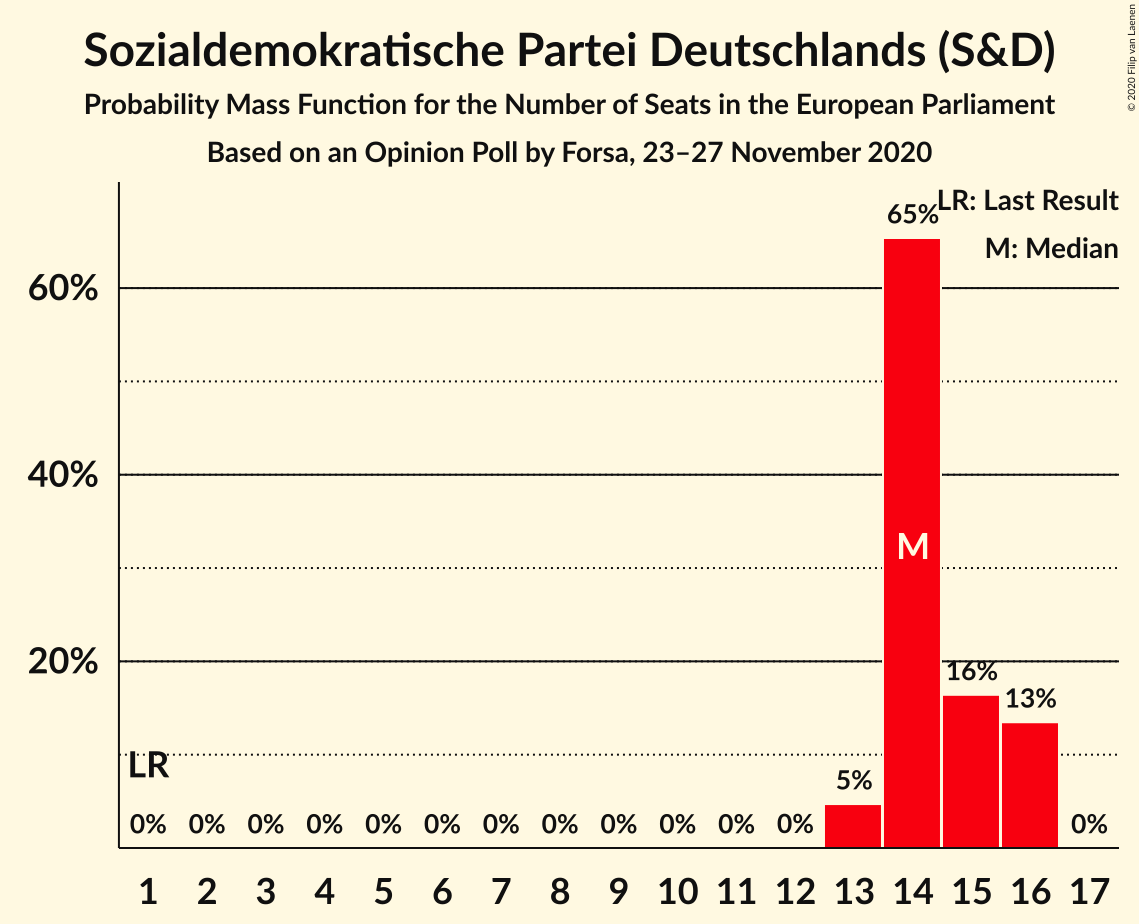 Sozialdemokratische Partei Deutschlands (S&D)
Probability Mass Function for the Number of Seats in the European Parliament
Based on an Opinion Poll by Forsa, 23–27 November 2020
© 2020 Filip van Laenen
LR: Last Result
M: Median
65%
60%
40%
M
20%
16%
13%
LR
5%
0% 0% 0% 0% 0% 0% 0% 0% 0% 0% 0% 0% 0%
1 2 3 4 5 6 7 8 9 10 11 12 13 14 15 16 17